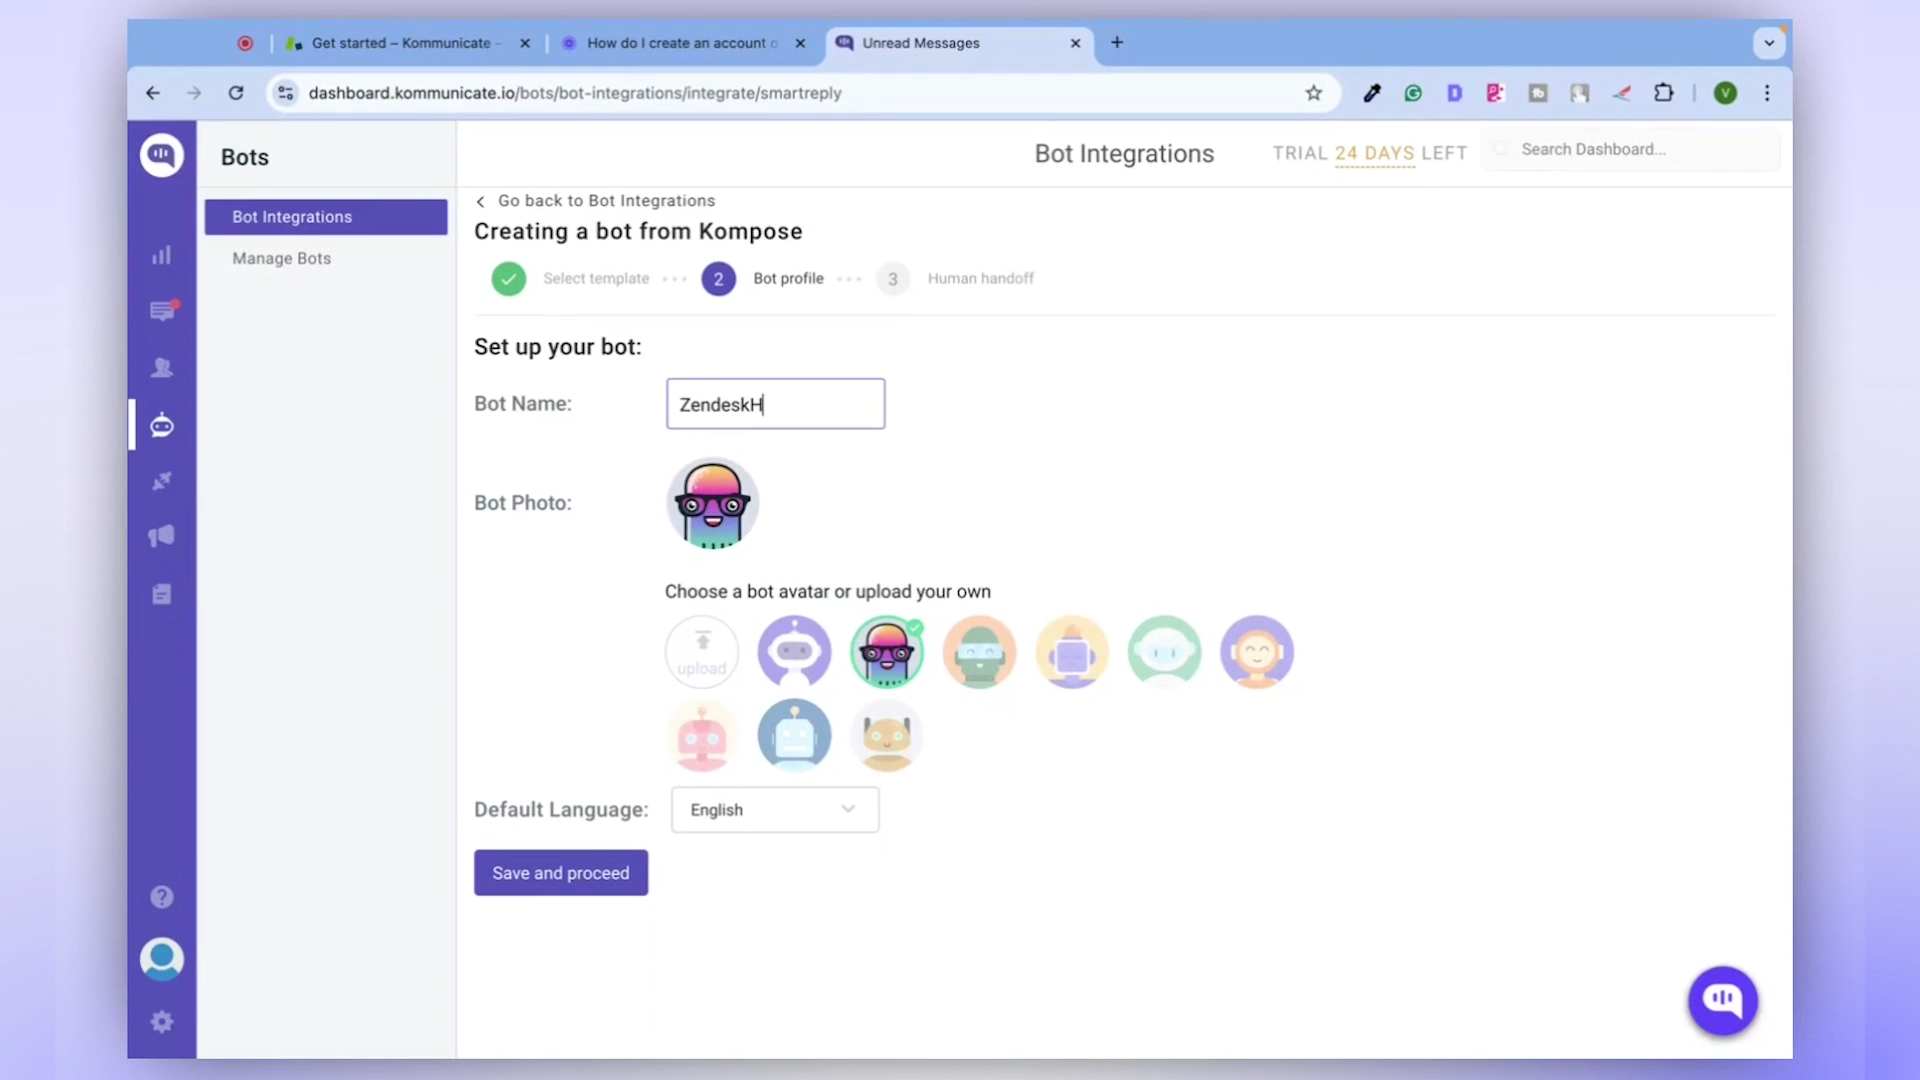 Get started – Kommunicate –
How do I create an account o
Unread Messages
dashboard.kommunicate.io/bots/bot-integrations/integrate/smartreply
V
Bots
Bot Integrations
Manage Bots
Bot Integrations
TRIAL 24 DAYS LEFT
Search Dashboard...
Go back to Bot Integrations
Creating a bot from Kompose
Select template
2
Bot profile
3
Human handoff
Set up your bot:
Bot Name:
ZendeskH
Bot Photo:
Choose a bot avatar or upload your own
upload
Default Language:
English
Save and proceed